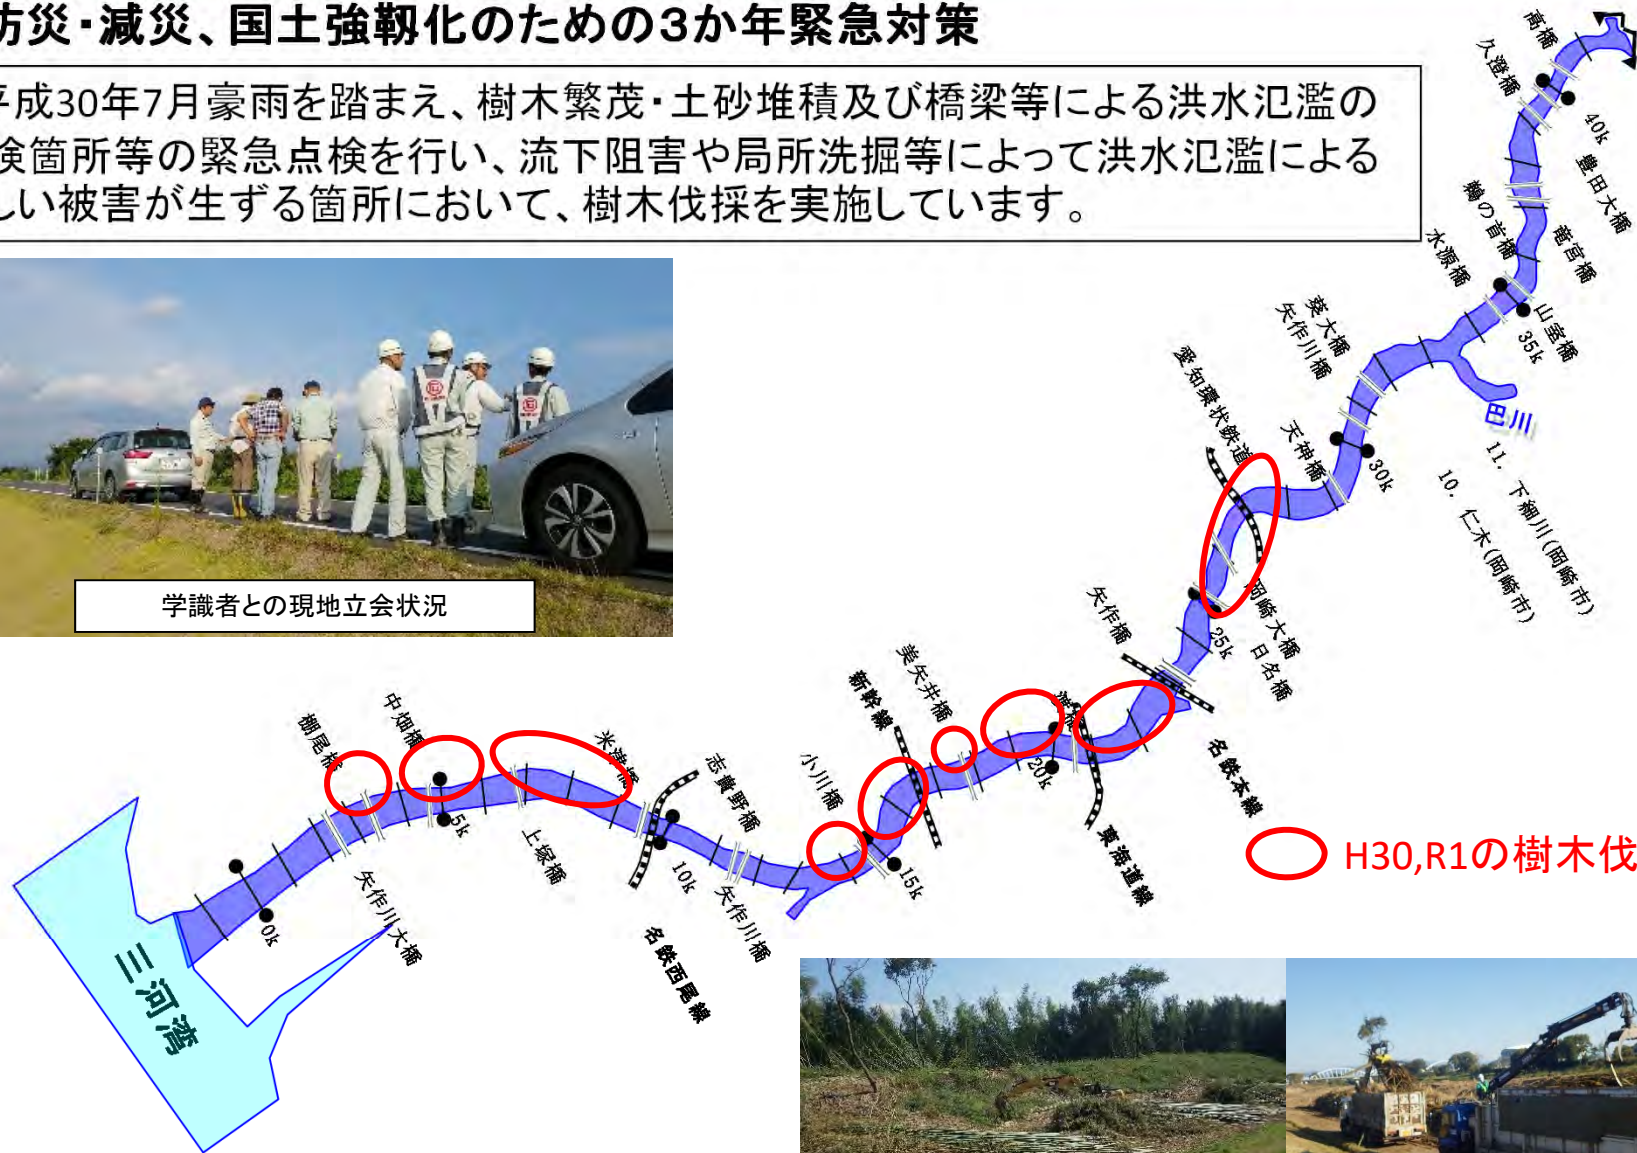 防災・減災、国土強靱化のための3か年緊急対策
平成30年7月豪雨を踏まえ、樹木繁茂・土砂堆積及び橋梁等による洪水氾濫の
険箇所等の緊急点検を行い、流下阻害や局所洗掘等によって洪水氾濫による
しい被害が生ずる箇所において、樹木伐採を実施しています。
学識者との現地立会状況
高橋
久澄橋
40k
豊田大橋
鵜の首橋
竜宮橋
水源橋
山室橋
35k
葵大橋
矢作川橋
愛知環状鉄道
巴川
天神橋
30k
11. 下細川(岡崎市)
10. 仁木(岡崎市)
岡崎大橋
日名橋
25k
矢作橋
名鉄本線
美矢井橋
新幹線
20k
東海道線
小川橋
15k
志貴野橋
米津橋
10k
矢作川橋
名鉄西尾線
上塚橋
中畑橋
5k
棚尾橋
矢作川大橋
0k
三河湾
H30,R1の樹木伐